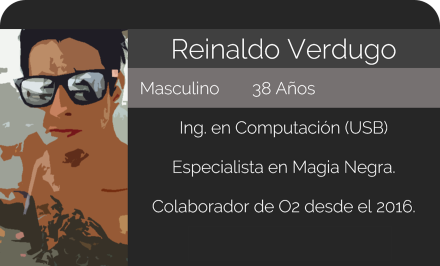 Reinaldo Verdugo
Masculino 38 Años
Ing. en Computación (USB)
Especialista en Magia Negra.
Colaborador de O2 desde el 2016.